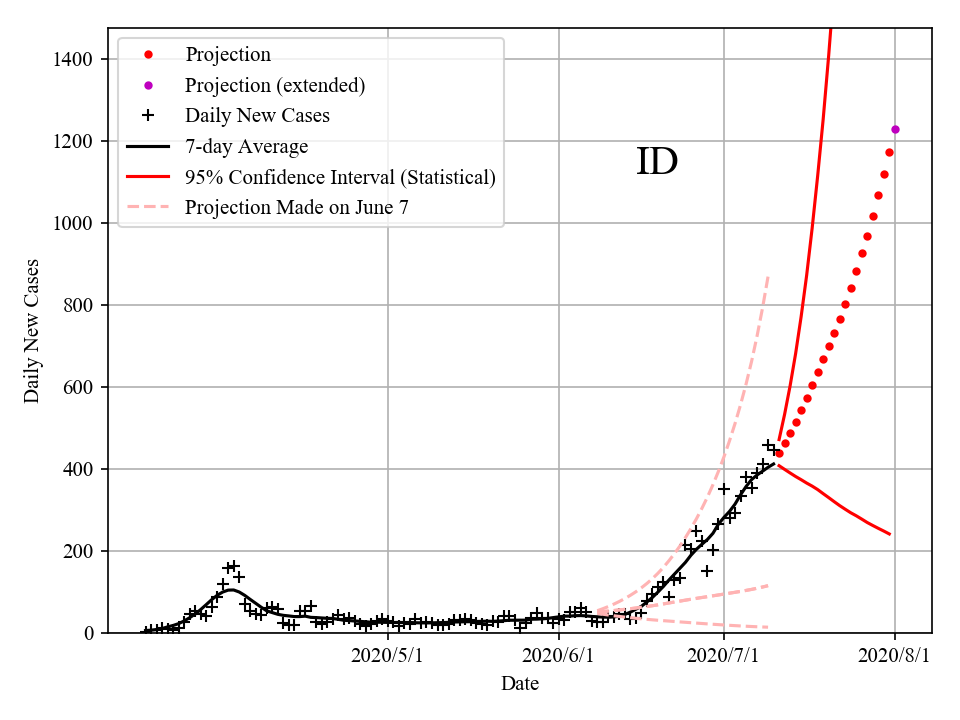 1400
1200
1000
800
600
400
200
0
Daily New Cases
Projection
Projection (extended)
Daily New Cases
7-day Average
95% Confidence Interval (Statistical)
Projection Made on June 7
ID
2020/5/1 2020/6/1 2020/7/1 2020/8/1
Date